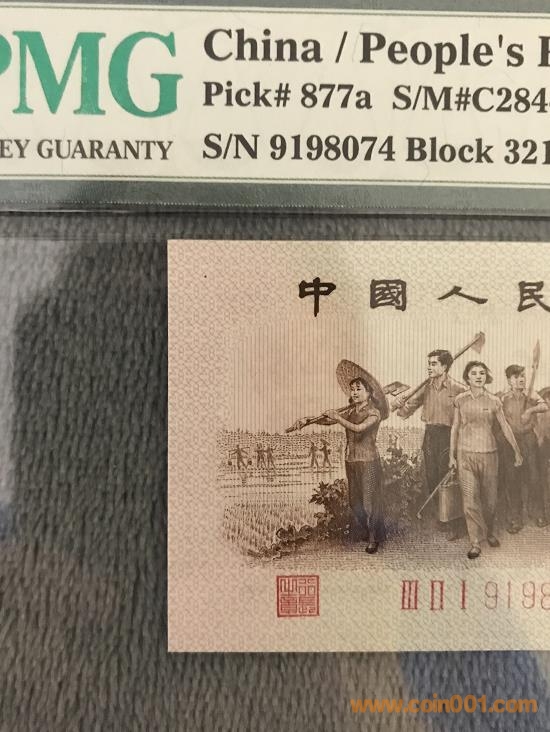 PMG China / People's
Pick# 877a S/M#C284
EY GUARANTY S/N 9198074 Block 321
中國人民
III II I 9198
www.coin001.com